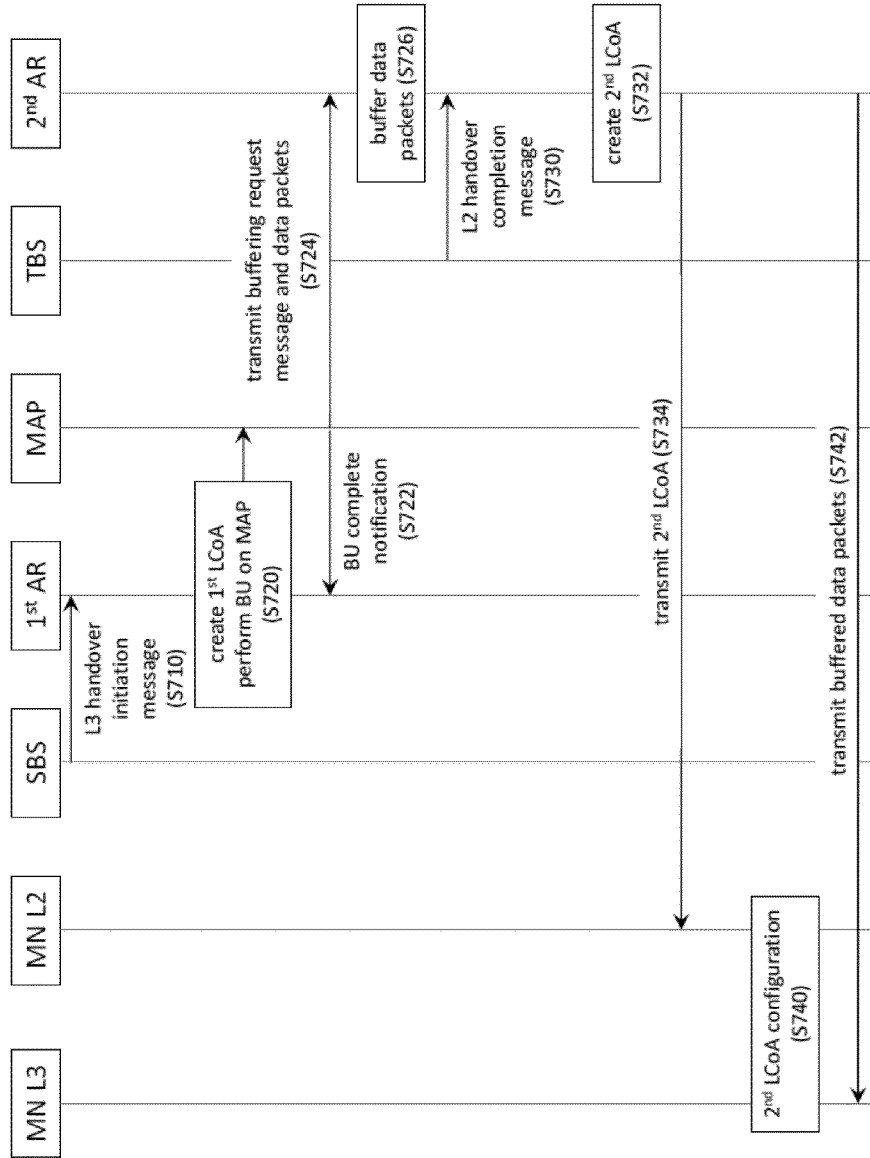 MN L3
MN L2
SBS
1st AR
MAP
TBS
2nd AR
L3 handover
initiation
message
(S710)
create 1st LCoA
perform BU on MAP
(S720)
transmit buffering request
message and data packets
(S724)
BU complete
notification
(S722)
buffer data
packets (S726)
L2 handover
completion
message
(S730)
create 2nd LCoA
(S732)
transmit 2nd LCoA (S734)
2nd LCoA configuration
(S740)
transmit buffered data packets (S742)